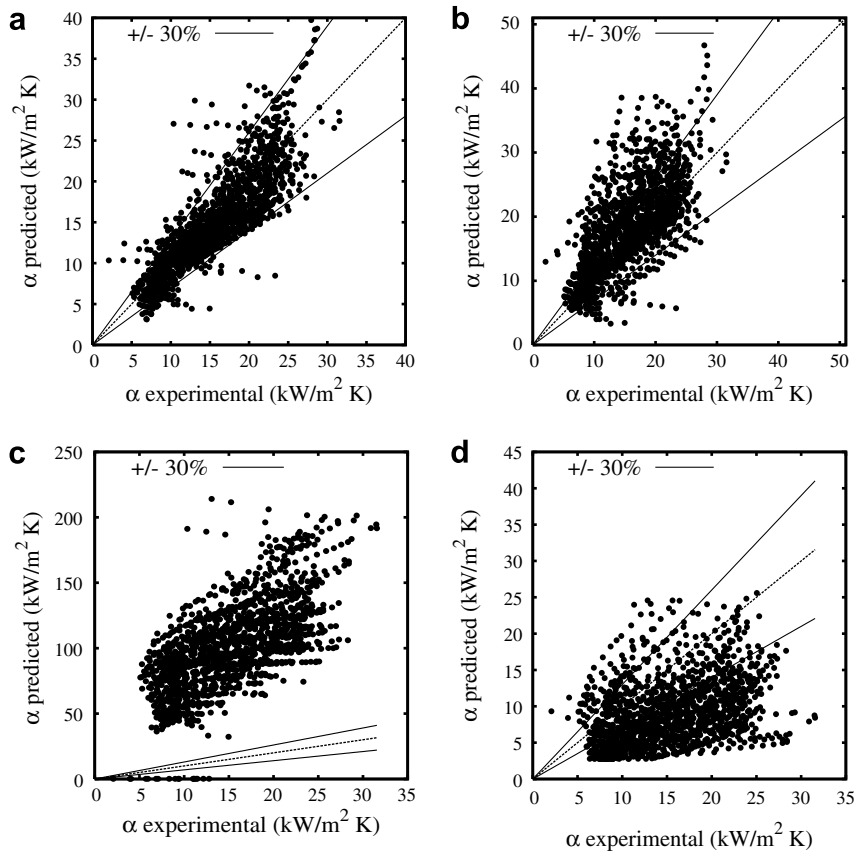 a
+/- 30%
40
35
30
25
20
15
10
5
0
0 5 10 15 20 25 30 35 40
α predicted (kW/m² K)
α experimental (kW/m² K)
b
+/- 30%
50
40
30
20
10
0
0 10 20 30 40 50
α predicted (kW/m² K)
α experimental (kW/m² K)
c
+/- 30%
250
200
150
100
50
0
0 5 10 15 20 25 30 35
α predicted (kW/m² K)
α experimental (kW/m² K)
d
+/- 30%
45
40
35
30
25
20
15
10
5
0
0 5 10 15 20 25 30 35
α predicted (kW/m² K)
α experimental (kW/m² K)